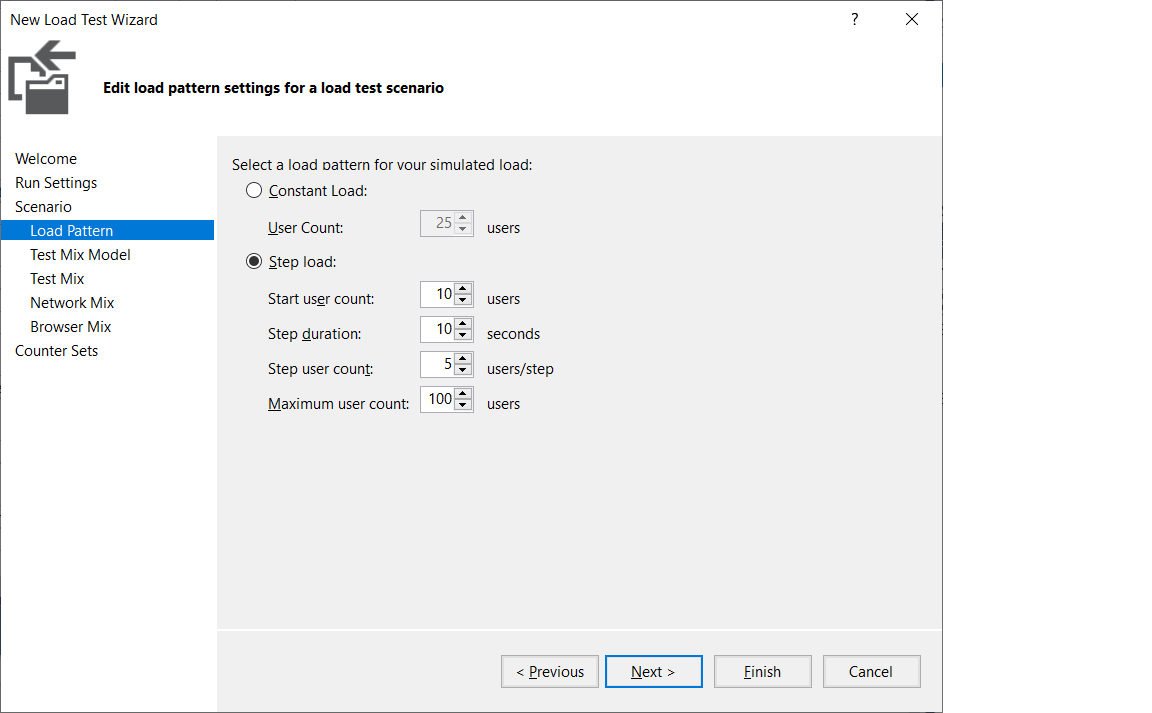 New Load Test Wizard
?
Edit load pattern settings for a load test scenario
Welcome
Run Settings
Scenario
Load Pattern
Test Mix Model
Test Mix
Network Mix
Browser Mix
Counter Sets
Select a load pattern for your simulated load:
Constant Load:
User Count: 25 users
Step load:
Start user count: 10 users
Step duration: 10 seconds
Step user count: 5 users/step
Maximum user count: 100 users
< Previous Next > Finish Cancel